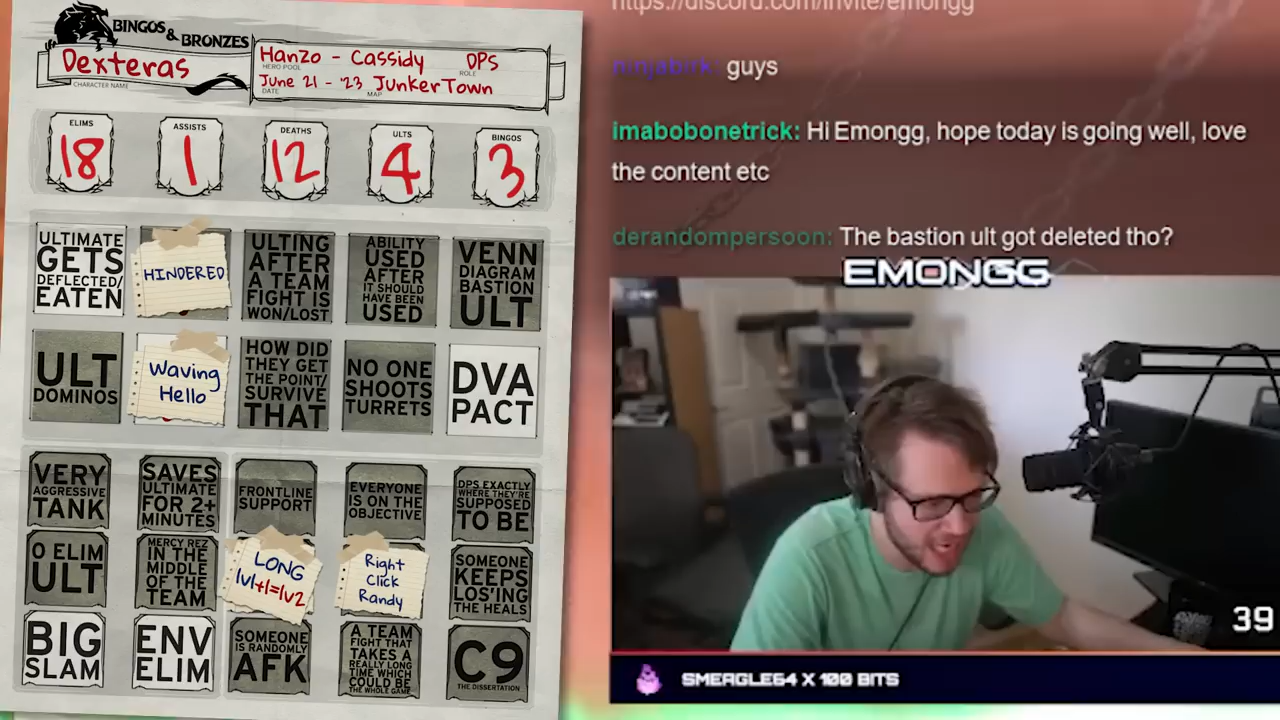 BINGOS & BRONZES
Dexteras
CHARACTER NAME
Hanzo - Cassidy DPS
HERO POOL
ROLE
June 21 - '23 JunkerTown
DATE
MAP
ELIMS
18
ASSISTS
1
DEATHS
12
ULTS
4
BINGOS
3
ULTIMATE
GETS
DEFLECTED/
EATEN
HINDERED
ULTING
AFTER
A TEAM
FIGHT IS
WON/LOST
ABILITY
USED
AFTER
IT SHOULD
HAVE BEEN
USED
VENN
DIAGRAM
BASTION
ULT
ULT
DOMINOS
Waving
Hello
HOW DID
THEY GET
THE POINT/
SURVIVE
THAT
NO ONE
SHOOTS
TURRETS
DVA
PACT
VERY
AGGRESSIVE
TANK
SAVES
ULTIMATE
FOR 2+
MINUTES
FRONTLINE
SUPPORT
EVERYONE
IS ON THE
OBJECTIVE
DPS EXACTLY
WHERE THEY'RE
SUPPOSED
TO BE
0 ELIM
ULT
MERCY REZ
IN THE
MIDDLE
OF THE
TEAM
LONG
lvl+1=lv2
Right
Click
Randy
SOMEONE
KEEPS
LOS'ING
THE HEALS
BIG
SLAM
ENV
ELIM
SOMEONE
IS RANDOMLY
AFK
A TEAM
FIGHT THAT
TAKES A
REALLY LONG
TIME WHICH
COULD BE
THE WHOLE GAME
C9
THE DISSERTATION
https://discord.com/invite/emongg
ninjabirk: guys
imabobonetrick: Hi Emongg, hope today is going well, love
the content etc
derandompersoon: The bastion ult got deleted tho?
EMONGG
39
SMEAGLE64 X 100 BITS